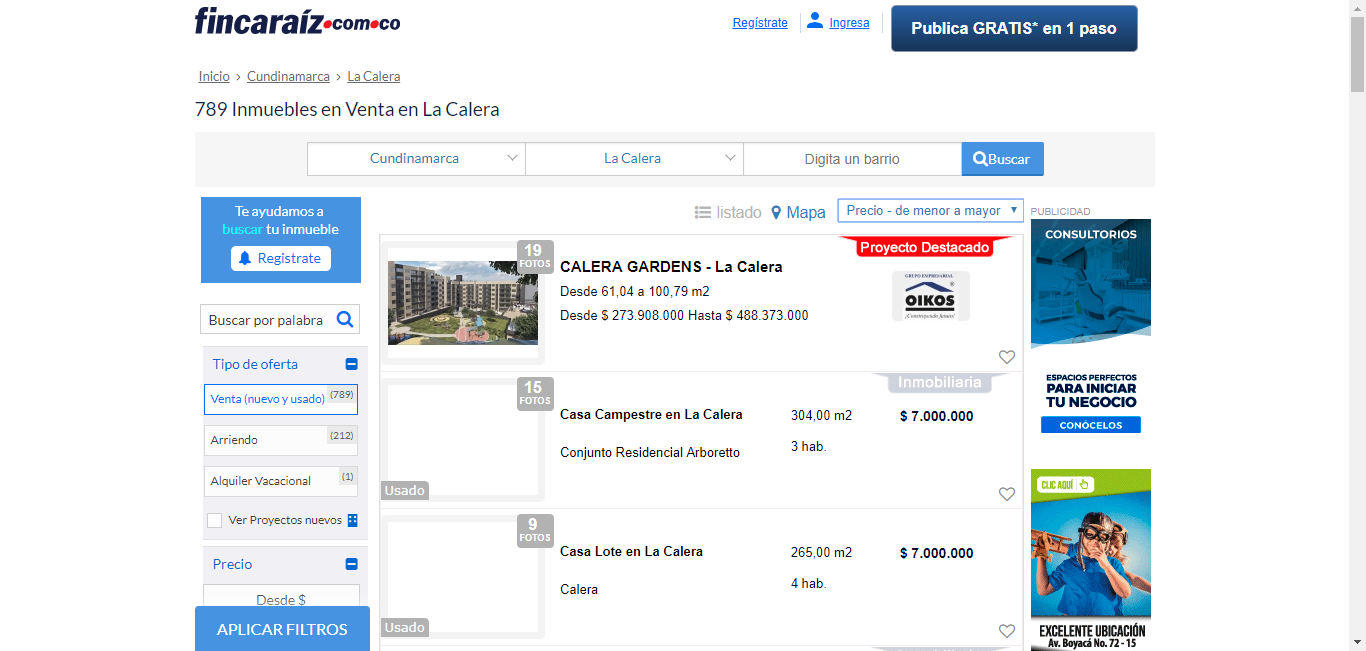 fincaraíz.com.co
Regístrate
Ingresa
Publica GRATIS* en 1 paso
Inicio › Cundinamarca › La Calera
789 Inmuebles en Venta en La Calera
Cundinamarca
La Calera
Digita un barrio
Buscar
Te ayudamos a
buscar tu inmueble
Registrate
Buscar por palabra
Tipo de oferta
Venta (nuevo y usado) (789)
Arriendo (212)
Alquiler Vacacional (1)
Ver Proyectos nuevos
Precio
Desde $
APLICAR FILTROS
listado
Mapa
Precio - de menor a mayor
19
FOTOS
CALERA GARDENS - La Calera
Desde 61,04 a 100,79 m2
Desde $ 273.908.000 Hasta $ 488.373.000
Proyecto Destacado
GRUPO EMPRESARIAL
OIKOS
¡Construyendo futuro!
15
FOTOS
Usado
Casa Campestre en La Calera
Conjunto Residencial Arboretto
304,00 m2
3 hab.
Inmobiliaria
$ 7.000.000
9
FOTOS
Usado
Casa Lote en La Calera
Calera
265,00 m2
4 hab.
$ 7.000.000
PUBLICIDAD
CONSULTORIOS
ESPACIOS PERFECTOS
PARA INICIAR
TU NEGOCIO
CONÓCELOS
CLIC AQUÍ
EXCELENTE UBICACIÓN
Av. Boyacá No. 72 - 15